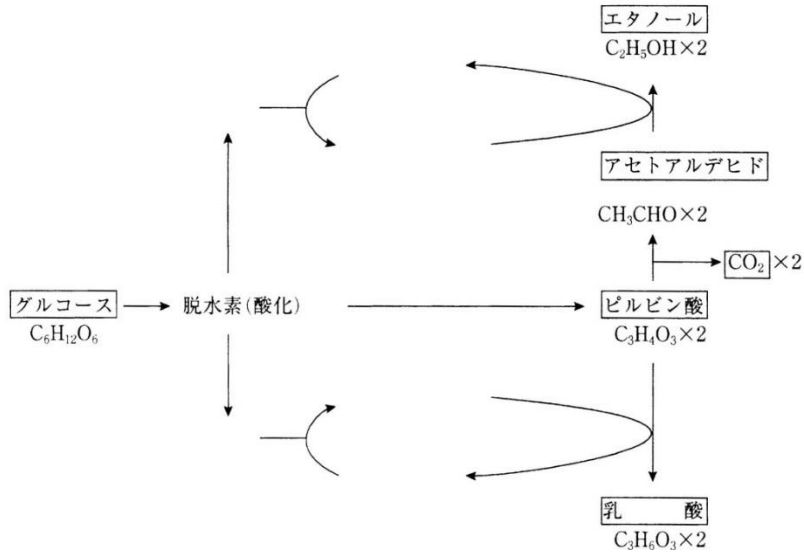 エタノール
C₂H₅OH×2
アセトアルデヒド
CH₃CHO×2
CO₂×2
グルコース
脱水素(酸化)
ピルビン酸
C₆H₁₂O₆
C₃H₄O₃×2
乳 酸
C₃H₆O₃×2